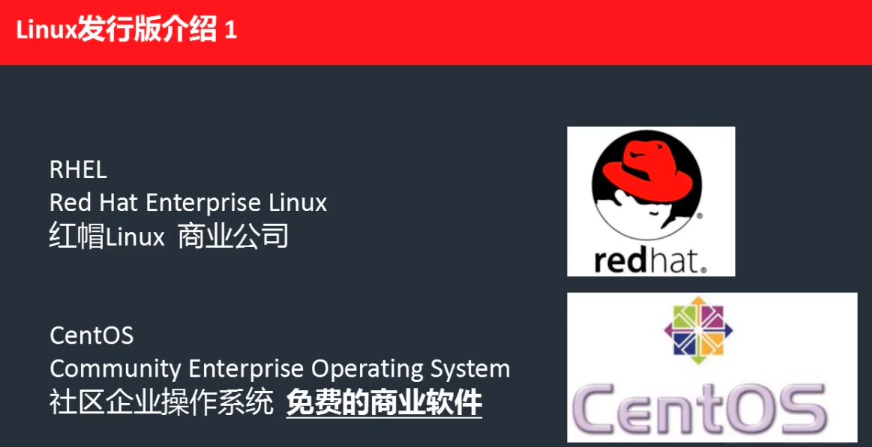 Linux发行版介绍 1
RHEL
Red Hat Enterprise Linux
红帽Linux 商业公司
redhat.
CentOS
Community Enterprise Operating System
社区企业操作系统 免费的商业软件
CentOS